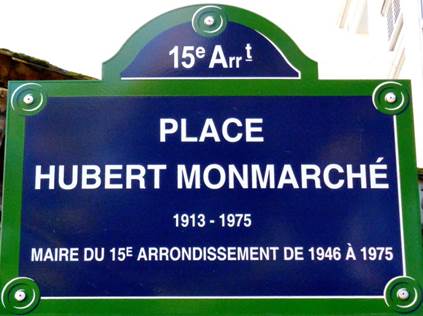 15e Arrt
PLACE
HUBERT MONMARCHÉ
1913 - 1975
MAIRE DU 15E ARRONDISSEMENT DE 1946 À 1975